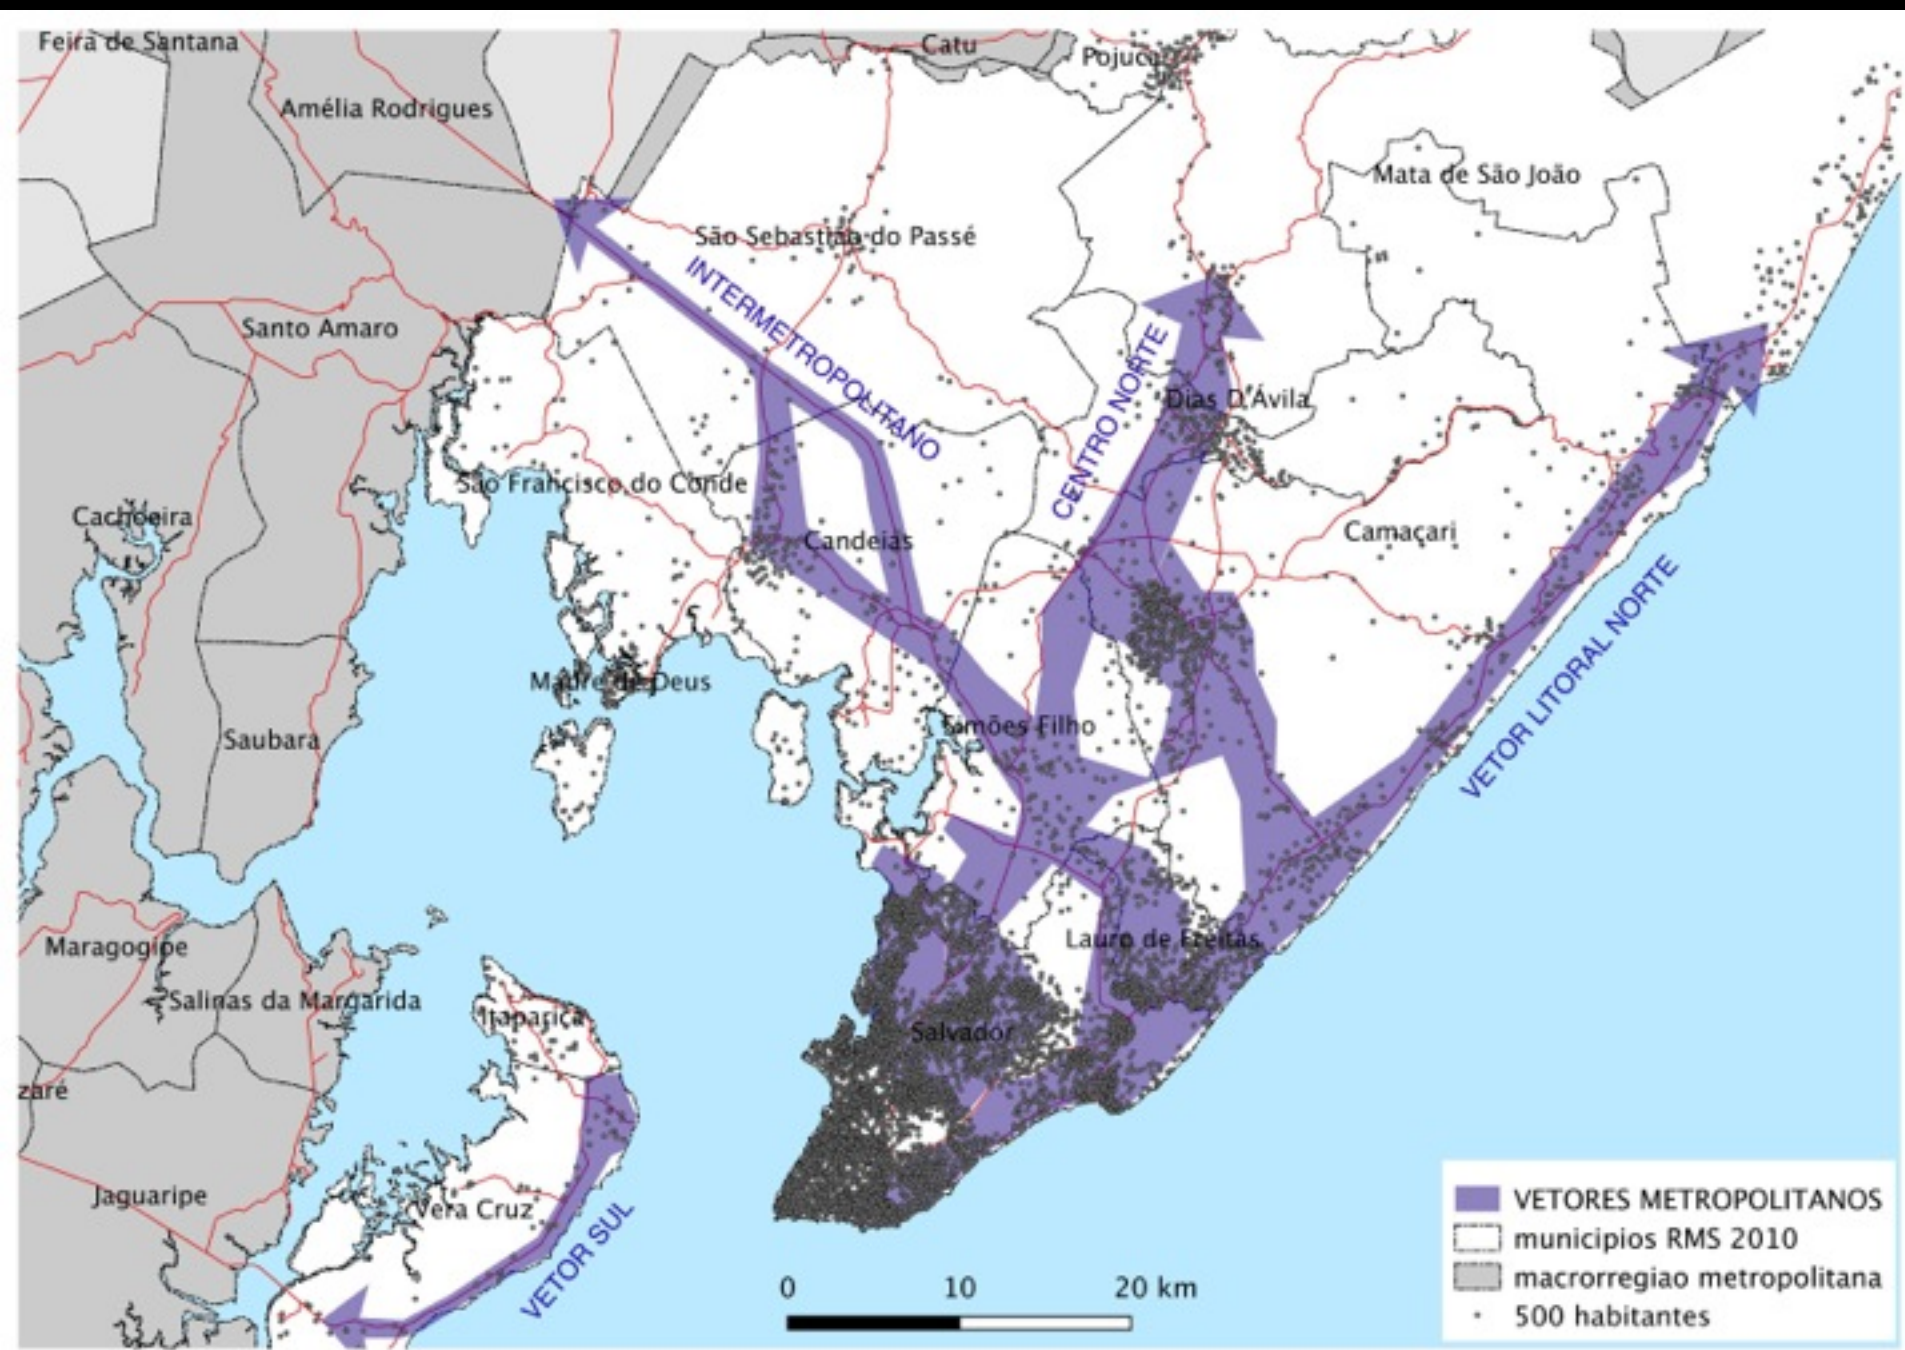 Feira de Santana
Catu
Pojuca
Amélia Rodrigues
Mata de São João
São Sebastião do Passé
INTERMETROPOLITANO
Santo Amaro
CENTRO NORTE
Dias D'Ávila
São Francisco do Conde
Cachoeira
Candeias
Camaçari
VETOR LITORAL NORTE
Madre de Deus
Simões Filho
Saubara
Maragogipe
Lauro de Freitas
Salinas da Margarida
Itaparica
Salvador
zaré
Jaguaripe
Vera Cruz
VETOR SUL
VETORES METROPOLITANOS
municipios RMS 2010
macrorregiao metropolitana
500 habitantes
0 10 20 km